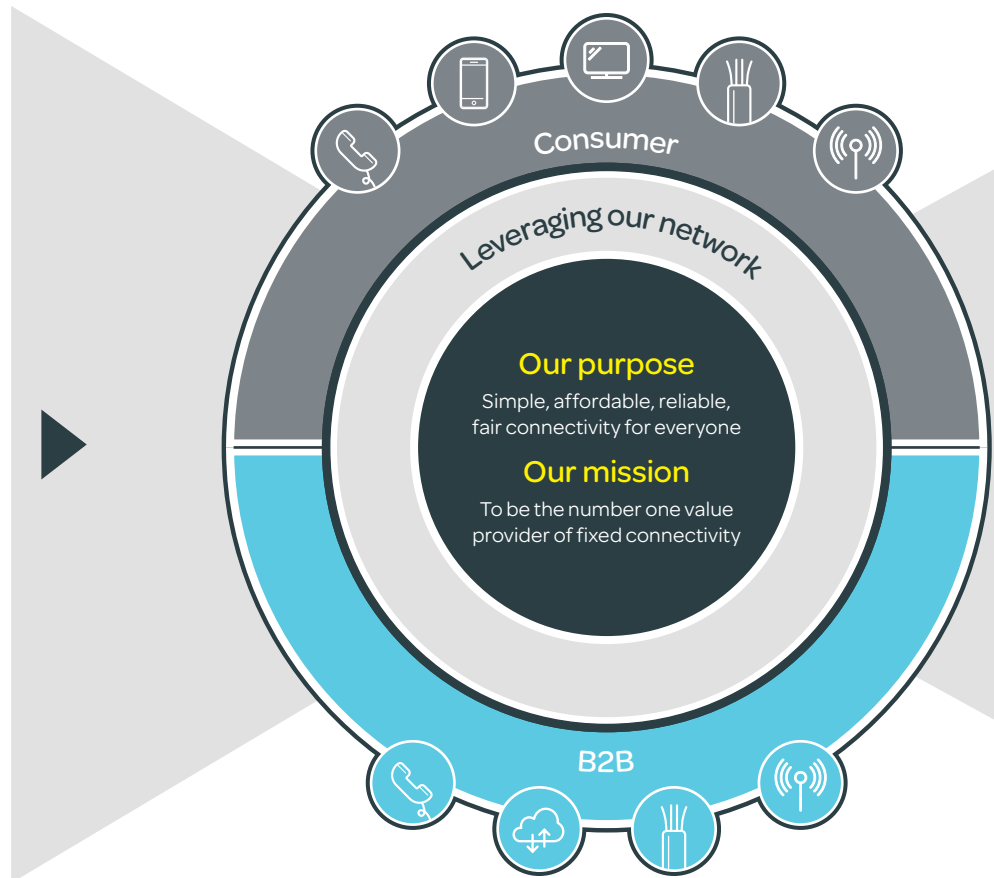 Consumer
Leveraging our network
Our purpose
Simple, affordable, reliable,
fair connectivity for everyone
Our mission
To be the number one value
provider of fixed connectivity
B2B